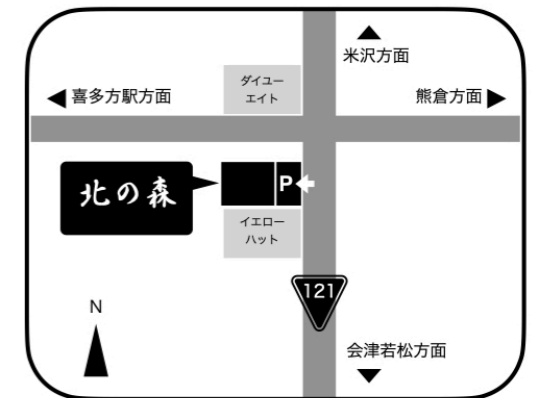 米沢方面
ダイユー
エイト
喜多方駅方面
熊倉方面
北の森
P
イエロー
ハット
121
N
会津若松方面